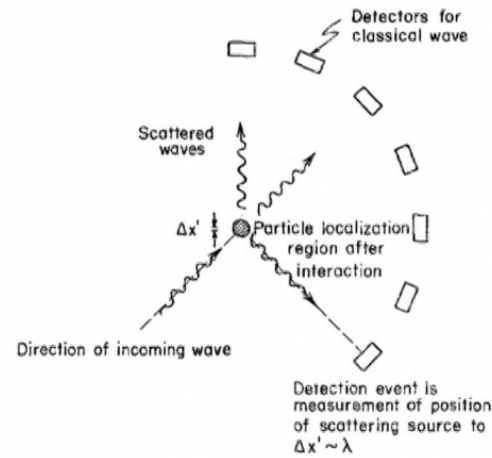 Detectors for
classical wave
Scattered
waves
Δx'
Particle localization
region after
interaction
Direction of incoming wave
Detection event is
measurement of position
of scattering source to
Δx' ~ λ